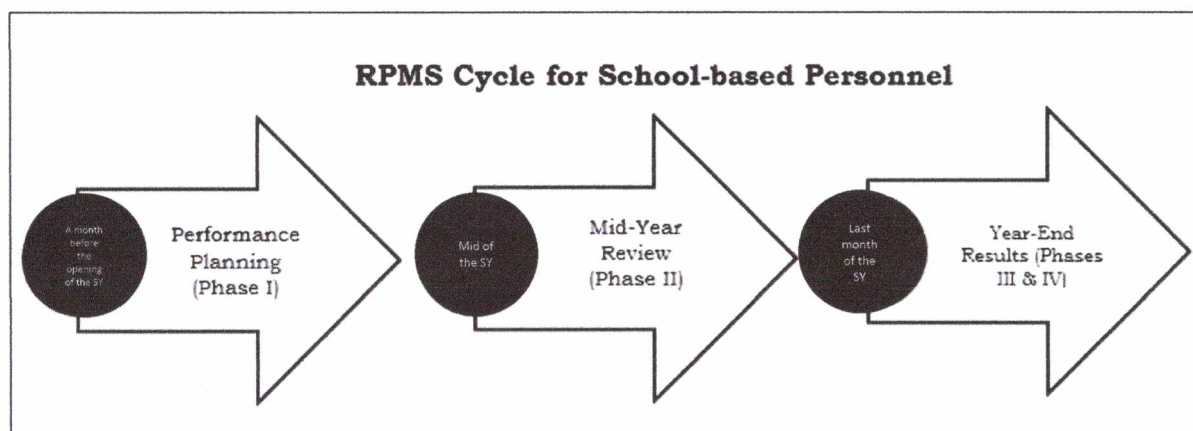 RPMS Cycle for School-based Personnel
A month
before
the
opening
of the SY
Performance
Planning
(Phase I)
Mid of
the SY
Mid-Year
Review
(Phase II)
Last
month
of the
SY
Year-End
Results (Phases
III & IV)